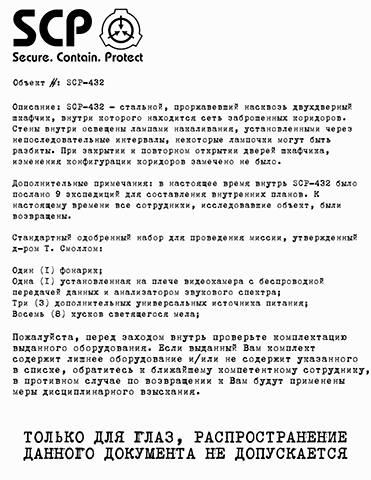 SCP
Secure. Contain. Protect
Объект №: SCP-432
Описание: SCP-432 - стальной, проржавевший насквозь двухдверный
шкафчик, внутри которого находится сеть заброшенных коридоров.
Стены внутри освещены лампами накаливания, установленными через
непоследовательные интервалы, некоторые лампочки могут быть
разбиты. При закрытии и повторном открытии дверей шкафчика,
изменения конфигурации коридоров замечено не было.
Дополнительные примечания: в настоящее время внутрь SCP-432 было
послано 9 экспедиций для составления внутренних планов. К
настоящему времени все сотрудники, исследовавшие объект, были
возвращены.
Стандартный одобренный набор для проведения миссии, утвержденный
д-ром Т. Смоллом:
Один (I) фонарик;
Одна (I) установленная на плече видеокамера с беспроводной
передачей данных и анализатором звукового спектра;
Три (3) дополнительных универсальных источника питания;
Восемь (8) кусков светящегося мела;
Пожалуйста, перед заходом внутрь проверьте комплектацию
выданного оборудования. Если выданный Вам комплект
содержит лишнее оборудование и/или не содержит указанного
в списке, обратитесь к ближайшему компетентному сотруднику,
в противном случае по возвращении к Вам будут применены
меры дисциплинарного взыскания.
ТОЛЬКО ДЛЯ ГЛАЗ, РАСПРОСТРАНЕНИЕ
ДАННОГО ДОКУМЕНТА НЕ ДОПУСКАЕТСЯ